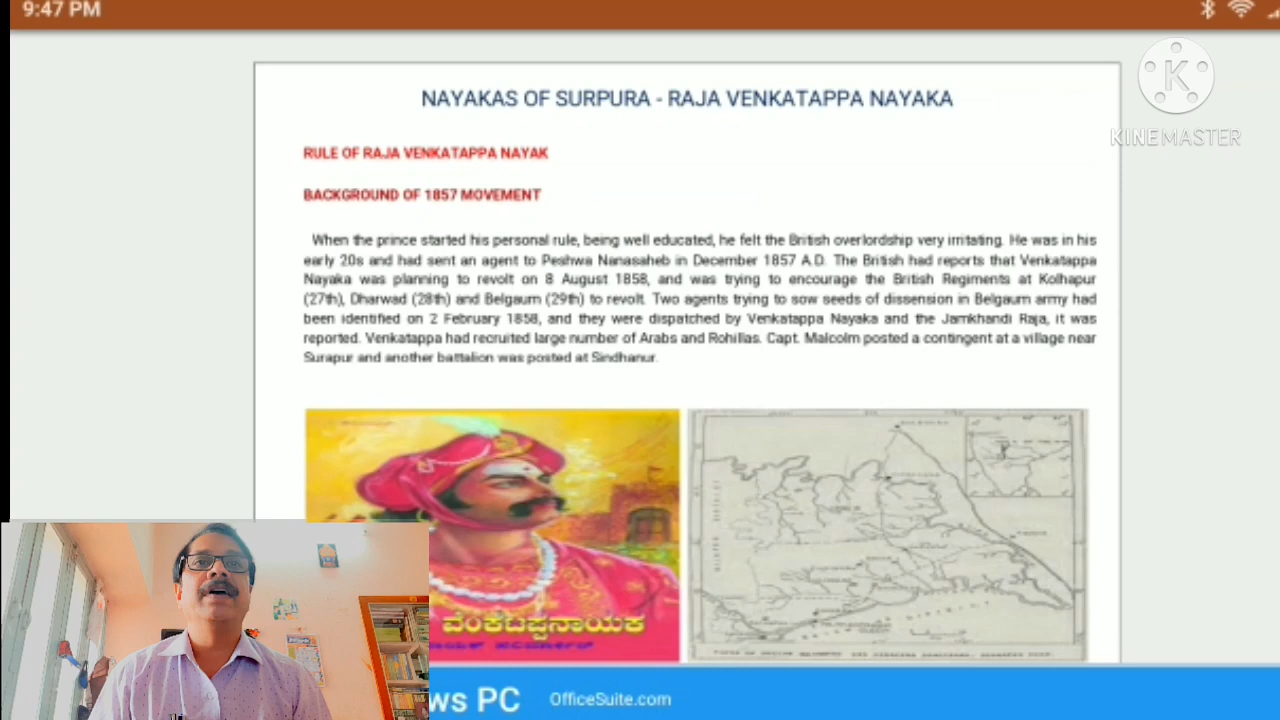 9:47 PM
KINEMASTER
NAYAKAS OF SURPURA - RAJA VENKATAPPA NAYAKA
RULE OF RAJA VENKATAPPA NAYAK
BACKGROUND OF 1857 MOVEMENT
When the prince started his personal rule, being well educated, he felt the British overlordship very irritating. He was in his
early 20s and had sent an agent to Peshwa Nanasaheb in December 1857 A.D. The British had reports that Venkatappa
Nayaka was planning to revolt on 8 August 1858, and was trying to encourage the British Regiments at Kolhapur
(27th), Dharwad (28th) and Belgaum (29th) to revolt. Two agents trying to sow seeds of dissension in Belgaum army had
been identified on 2 February 1858, and they were dispatched by Venkatappa Nayaka and the Jamkhandi Raja, it was
reported. Venkatappa had recruited large number of Arabs and Rohillas. Capt. Malcolm posted a contingent at a village near
Surapur and another battalion was posted at Sindhanur.
ವೆಂಕಟಪ್ಪನಾಯಕ
ws PC
OfficeSuite.com